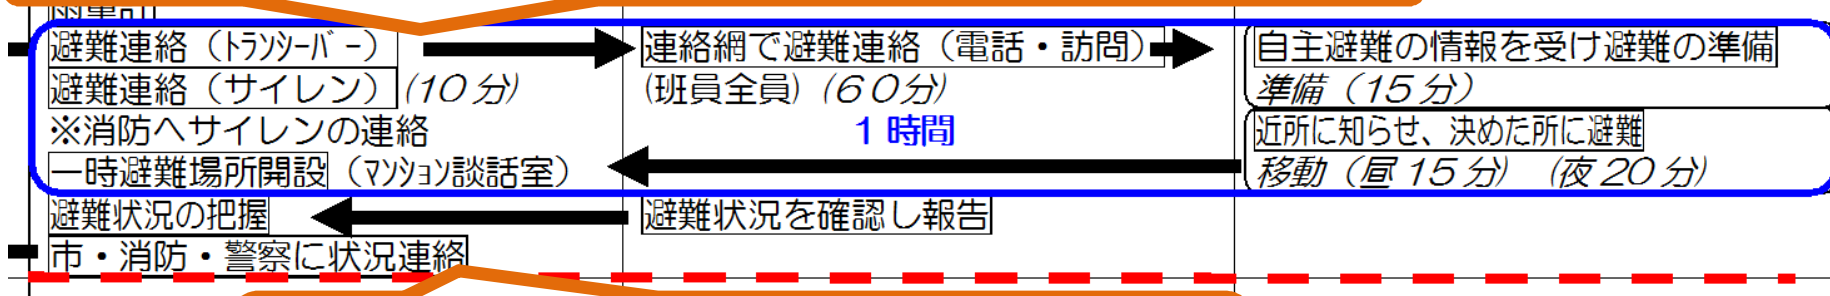 避難連絡（ﾄﾗﾝｼｰﾊﾞｰ）
避難連絡（サイレン）(10分)
※消防へサイレンの連絡
一時避難場所開設（ﾏﾝｼｮﾝ談話室）
避難状況の把握
市・消防・警察に状況連絡
連絡網で避難連絡（電話・訪問）
(班員全員)（60分）
1時間
避難状況を確認し報告
自主避難の情報を受け避難の準備
準備（15分）
近所に知らせ、決めた所に避難
移動（昼15分）（夜20分）